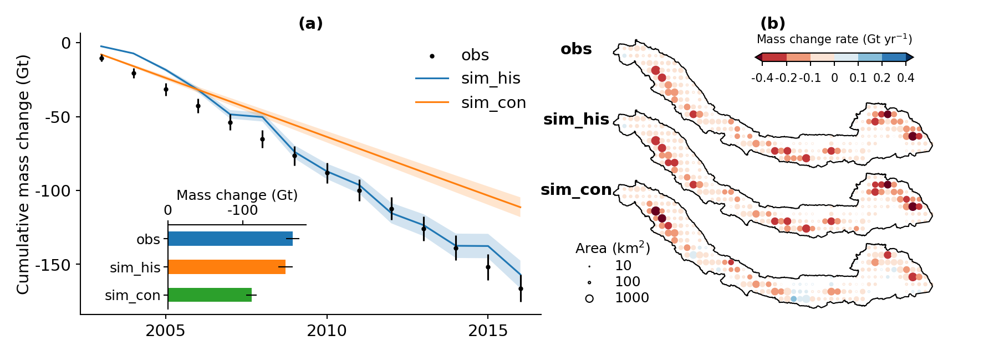 (a)
Cumulative mass change (Gt)
0
-50
-100
-150
2005
2010
2015
obs
sim_his
sim_con
Mass change (Gt)
0
-100
obs
sim_his
sim_con
(b)
Mass change rate (Gt yr⁻¹)
-0.4 -0.2 -0.1 0 0.1 0.2 0.4
obs
sim_his
sim_con
Area (km²)
10
100
1000